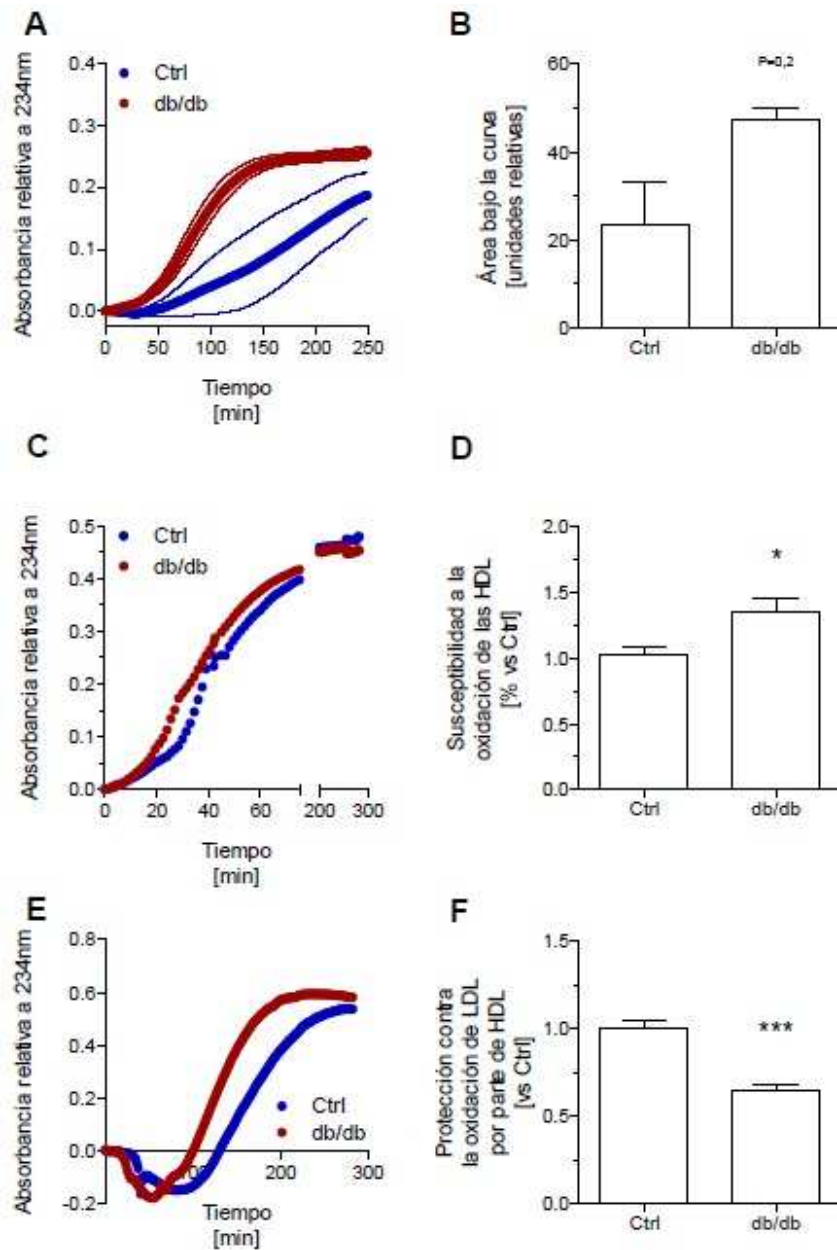 A
Absorbancia relativa a 234nm
0.4
0.3
0.2
0.1
0.0
Ctrl
db/db
0
50
100
150
200
250
Tiempo
[min]
B
Área bajo la curva
[unidades relativas]
60
40
20
0
P=0,2
Ctrl
db/db
C
Absorbancia relativa a 234nm
0.5
0.4
0.3
0.2
0.1
0.0
Ctrl
db/db
0
20
40
60
200
300
Tiempo
[min]
D
Susceptibilidad a la
oxidación de las HDL
[% vs Ctrl]
2.0
1.5
1.0
0.5
0.0
*
Ctrl
db/db
E
Absorbancia relativa a 234nm
0.8
0.6
0.4
0.2
0.0
-0.2
Ctrl
db/db
100
200
300
Tiempo
[min]
F
Protección contra
la oxidación de LDL
por parte de HDL
[vs Ctrl]
1.5
1.0
0.5
0.0
***
Ctrl
db/db